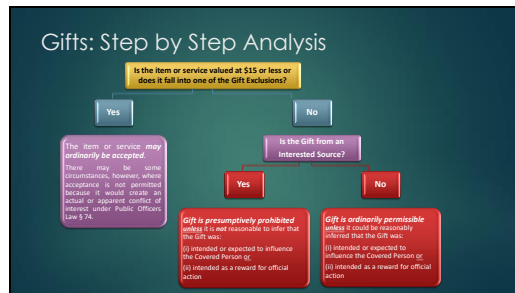 Gifts: Step by Step Analysis
Is the item or service valued at $15 or less or
does it fall into one of the Gift Exclusions?
Yes
No
The item or service may
ordinarily be accepted.
There may be some
circumstances, however, where
acceptance is not permitted
because it would create an
actual or apparent conflict of
interest under Public Officers
Law § 74.
Is the Gift from an
Interested Source?
Yes
No
Gift is presumptively prohibited
unless it is not reasonable to infer that
the Gift was:
(i) intended or expected to influence
the Covered Person or
(ii) intended as a reward for official
action
Gift is ordinarily permissible
unless it could be reasonably
inferred that the Gift was:
(i) intended or expected to
influence the Covered Person or
(ii) intended as a reward for official
action